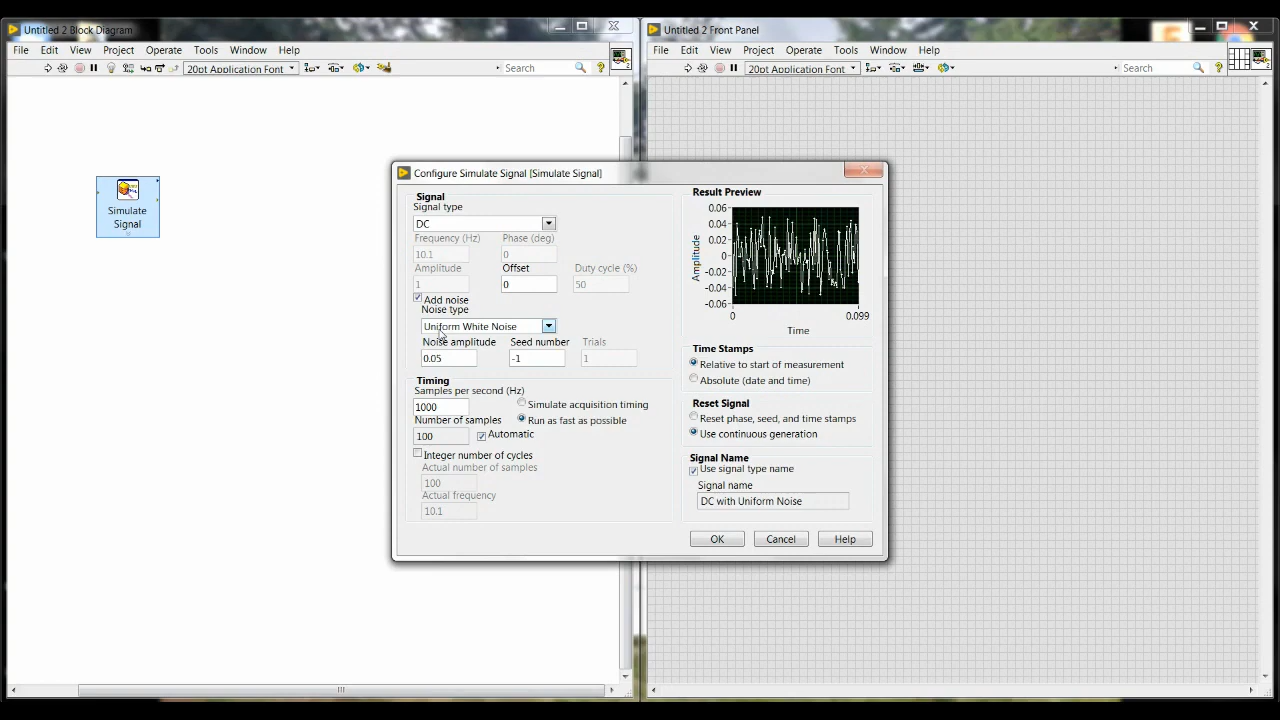 Untitled 2 Block Diagram
File Edit View Project Operate Tools Window Help
20pt Application Font
Search
Simulate
Signal
Untitled 2 Front Panel
File Edit View Project Operate Tools Window Help
20pt Application Font
Search
Configure Simulate Signal [Simulate Signal]
Signal
Signal type
DC
Frequency (Hz) Phase (deg)
10.1 0
Amplitude Offset Duty cycle (%)
1 0 50
Add noise
Noise type
Uniform White Noise
Noise amplitude Seed number Trials
0.05 -1 1
Timing
Samples per second (Hz)
1000 Simulate acquisition timing
Number of samples Run as fast as possible
100 Automatic
Integer number of cycles
Actual number of samples
100
Actual frequency
10.1
Result Preview
Amplitude
0.06
0.04
0.02
0
-0.02
-0.04
-0.06
0 0.099
Time
Time Stamps
Relative to start of measurement
Absolute (date and time)
Reset Signal
Reset phase, seed, and time stamps
Use continuous generation
Signal Name
Use signal type name
Signal name
DC with Uniform Noise
OK Cancel Help